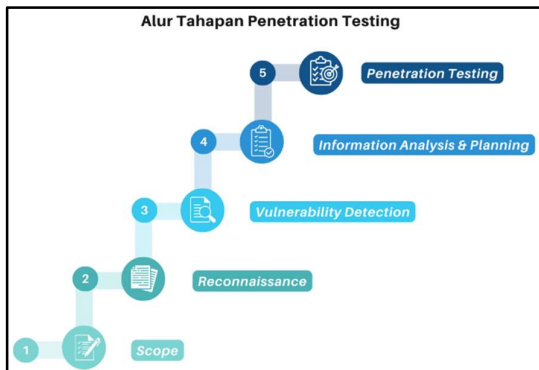 Alur Tahapan Penetration Testing
5
Penetration Testing
4
Information Analysis & Planning
3
Vulnerability Detection
2
Reconnaissance
1
Scope